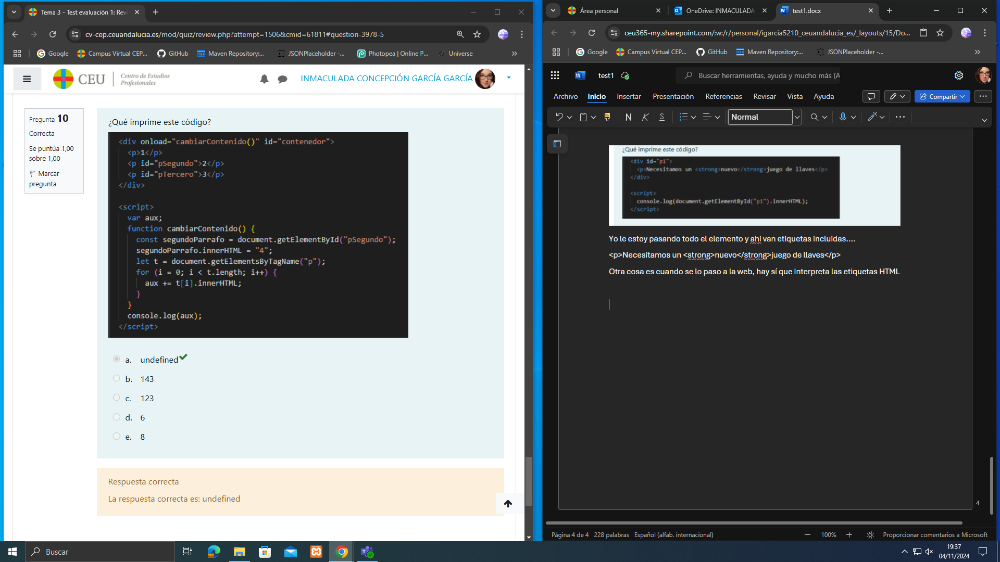 Tema 3 - Test evaluación 1: Revi
cv-cep.ceuandalucia.es/mod/quiz/review.php?attempt=1506&cmid=61811#question-3978-5
Google
Campus Virtual CEP...
GitHub
Maven Repository:...
JSONPlaceholder -...
Photopea | Online P...
Universe
CEU
Centro de Estudios
Profesionales
INMACULADA CONCEPCIÓN GARCÍA GARCÍA
Pregunta 10
Correcta
Se puntúa 1,00
sobre 1,00
Marcar
pregunta
¿Qué imprime este código?
<div onload="cambiarContenido()" id="contenedor">
<p>1</p>
<p id="pSegundo">2</p>
<p id="pTercero">3</p>
</div>
<script>
var aux;
function cambiarContenido() {
const segundoParrafo = document.getElementById("pSegundo");
segundoParrafo.innerHTML = "4";
let t = document.getElementsByTagName("p");
for (i = 0; i < t.length; i++) {
aux += t[i].innerHTML;
}
}
console.log(aux);
</script>
a. undefined
b. 143
c. 123
d. 6
e. 8
Respuesta correcta
La respuesta correcta es: undefined
Área personal
OneDrive: INMACULADA
test1.docx
ceu365-my.sharepoint.com/:w:/r/personal/igarcia5210_ceuandalucia_es/_layouts/15/Do...
Google
Campus Virtual CEP...
GitHub
Maven Repository:...
JSONPlaceholder -...
test1
Buscar herramientas, ayuda y mucho más (A
Archivo
Inicio
Insertar
Presentación
Referencias
Revisar
Vista
Ayuda
Compartir
N
K
S
Normal
¿Qué imprime este código?
<div id="p1">
<p>Necesitamos un <strong>nuevo</strong>juego de llaves</p>
</div>
<script>
console.log(document.getElementById("p1").innerHTML);
</script>
Yo le estoy pasando todo el elemento y ahi van etiquetas incluidas....
<p>Necesitamos un <strong>nuevo</strong>juego de llaves</p>
Otra cosa es cuando se lo paso a la web, hay sí que interpreta las etiquetas HTML
4
Página 4 de 4
228 palabras
Español (alfab. internacional)
100%
Proporcionar comentarios a Microsoft
Buscar
19:37
04/11/2024